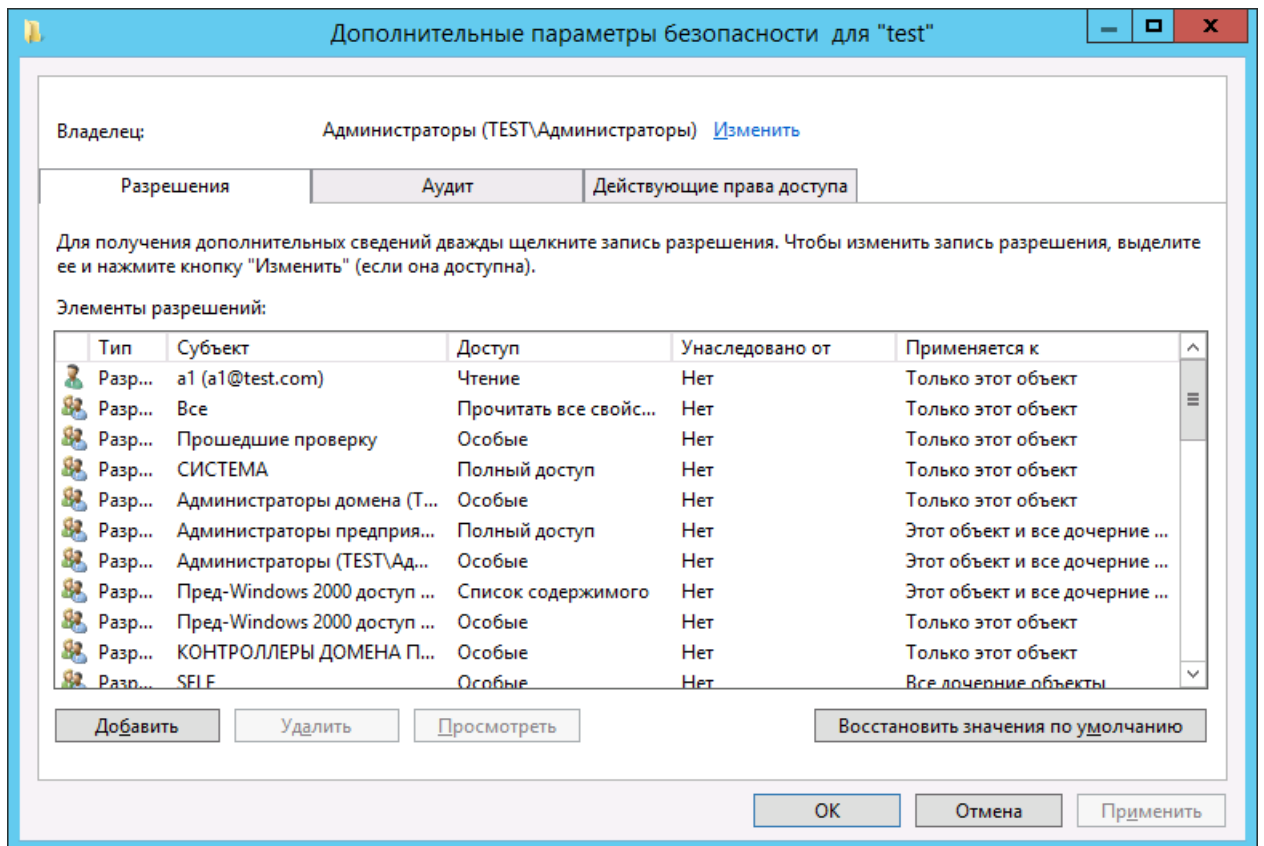 Дополнительные параметры безопасности для "test"
Владелец: Администраторы (TEST\Администраторы) Изменить
Разрешения Аудит Действующие права доступа
Для получения дополнительных сведений дважды щелкните запись разрешения. Чтобы изменить запись разрешения, выделите
ее и нажмите кнопку "Изменить" (если она доступна).
Элементы разрешений:
Тип Субъект Доступ Унаследовано от Применяется к
Разр... a1 (a1@test.com) Чтение Нет Только этот объект
Разр... Все Прочитать все свойс... Нет Только этот объект
Разр... Прошедшие проверку Особые Нет Только этот объект
Разр... СИСТЕМА Полный доступ Нет Только этот объект
Разр... Администраторы домена (T... Особые Нет Только этот объект
Разр... Администраторы предприя... Полный доступ Нет Этот объект и все дочерние ...
Разр... Администраторы (TEST\Ад... Особые Нет Этот объект и все дочерние ...
Разр... Пред-Windows 2000 доступ ... Список содержимого Нет Этот объект и все дочерние ...
Разр... Пред-Windows 2000 доступ ... Особые Нет Только этот объект
Разр... КОНТРОЛЛЕРЫ ДОМЕНА П... Особые Нет Только этот объект
Разр... SELF Особые Нет Все дочерние объекты
Добавить Удалить Просмотреть Восстановить значения по умолчанию
OK Отмена Применить